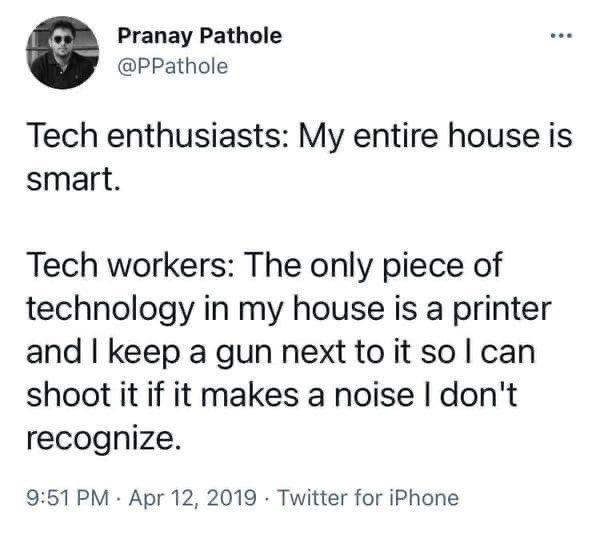 Pranay Pathole
@PPathole
Tech enthusiasts: My entire house is
smart.
Tech workers: The only piece of
technology in my house is a printer
and I keep a gun next to it so I can
shoot it if it makes a noise I don't
recognize.
9:51 PM · Apr 12, 2019 · Twitter for iPhone